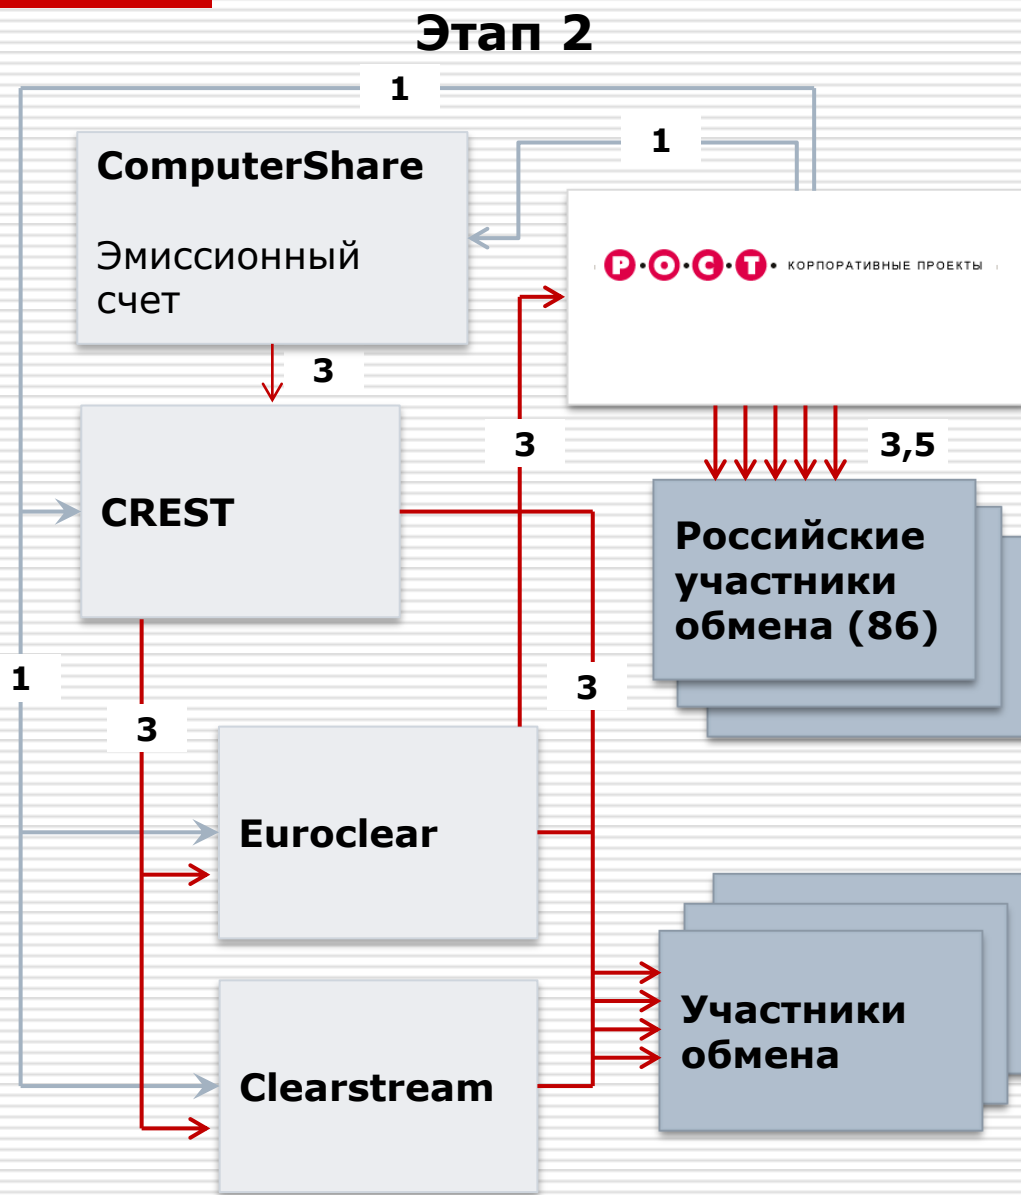 Этап 2
1
1
ComputerShare
Эмиссионный
счет
Р·О·С·Т· КОРПОРАТИВНЫЕ ПРОЕКТЫ
3
3
3,5
CREST
Российские
участники
обмена (86)
1
3
3
Euroclear
Участники
обмена
Clearstream